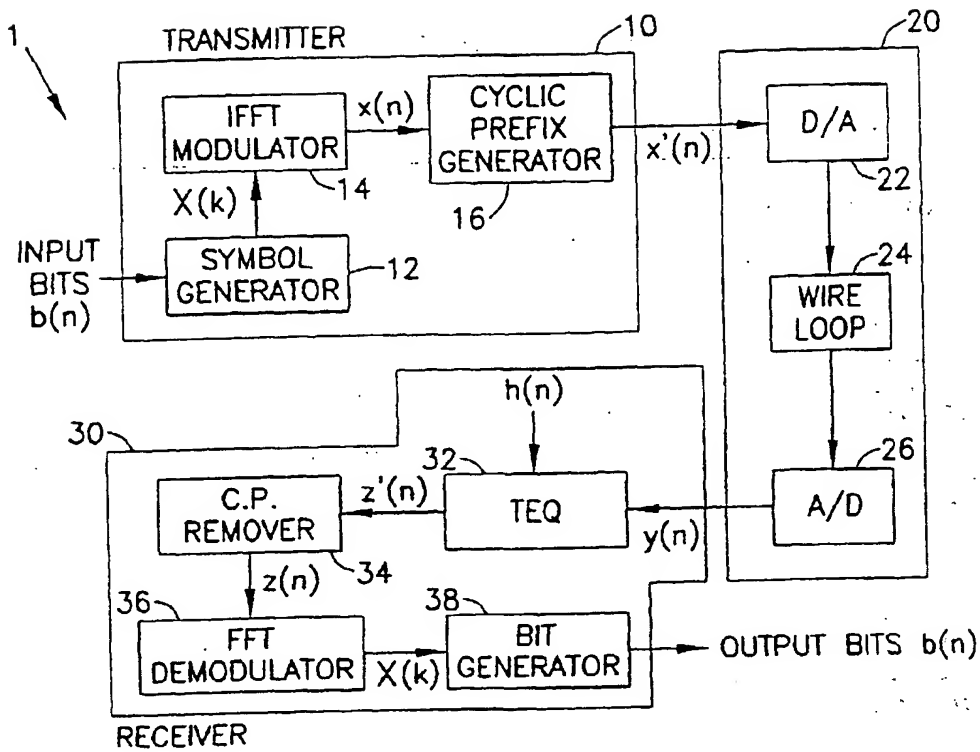 1
TRANSMITTER
10
20
IFFT
MODULATOR
14
x(n)
CYCLIC
PREFIX
GENERATOR
16
x'(n)
D/A
22
X(k)
INPUT
BITS
b(n)
SYMBOL
GENERATOR
12
24
WIRE
LOOP
h(n)
30
C.P.
REMOVER
34
z'(n)
32
TEQ
y(n)
26
A/D
z(n)
36
FFT
DEMODULATOR
X(k)
38
BIT
GENERATOR
OUTPUT BITS b(n)
RECEIVER